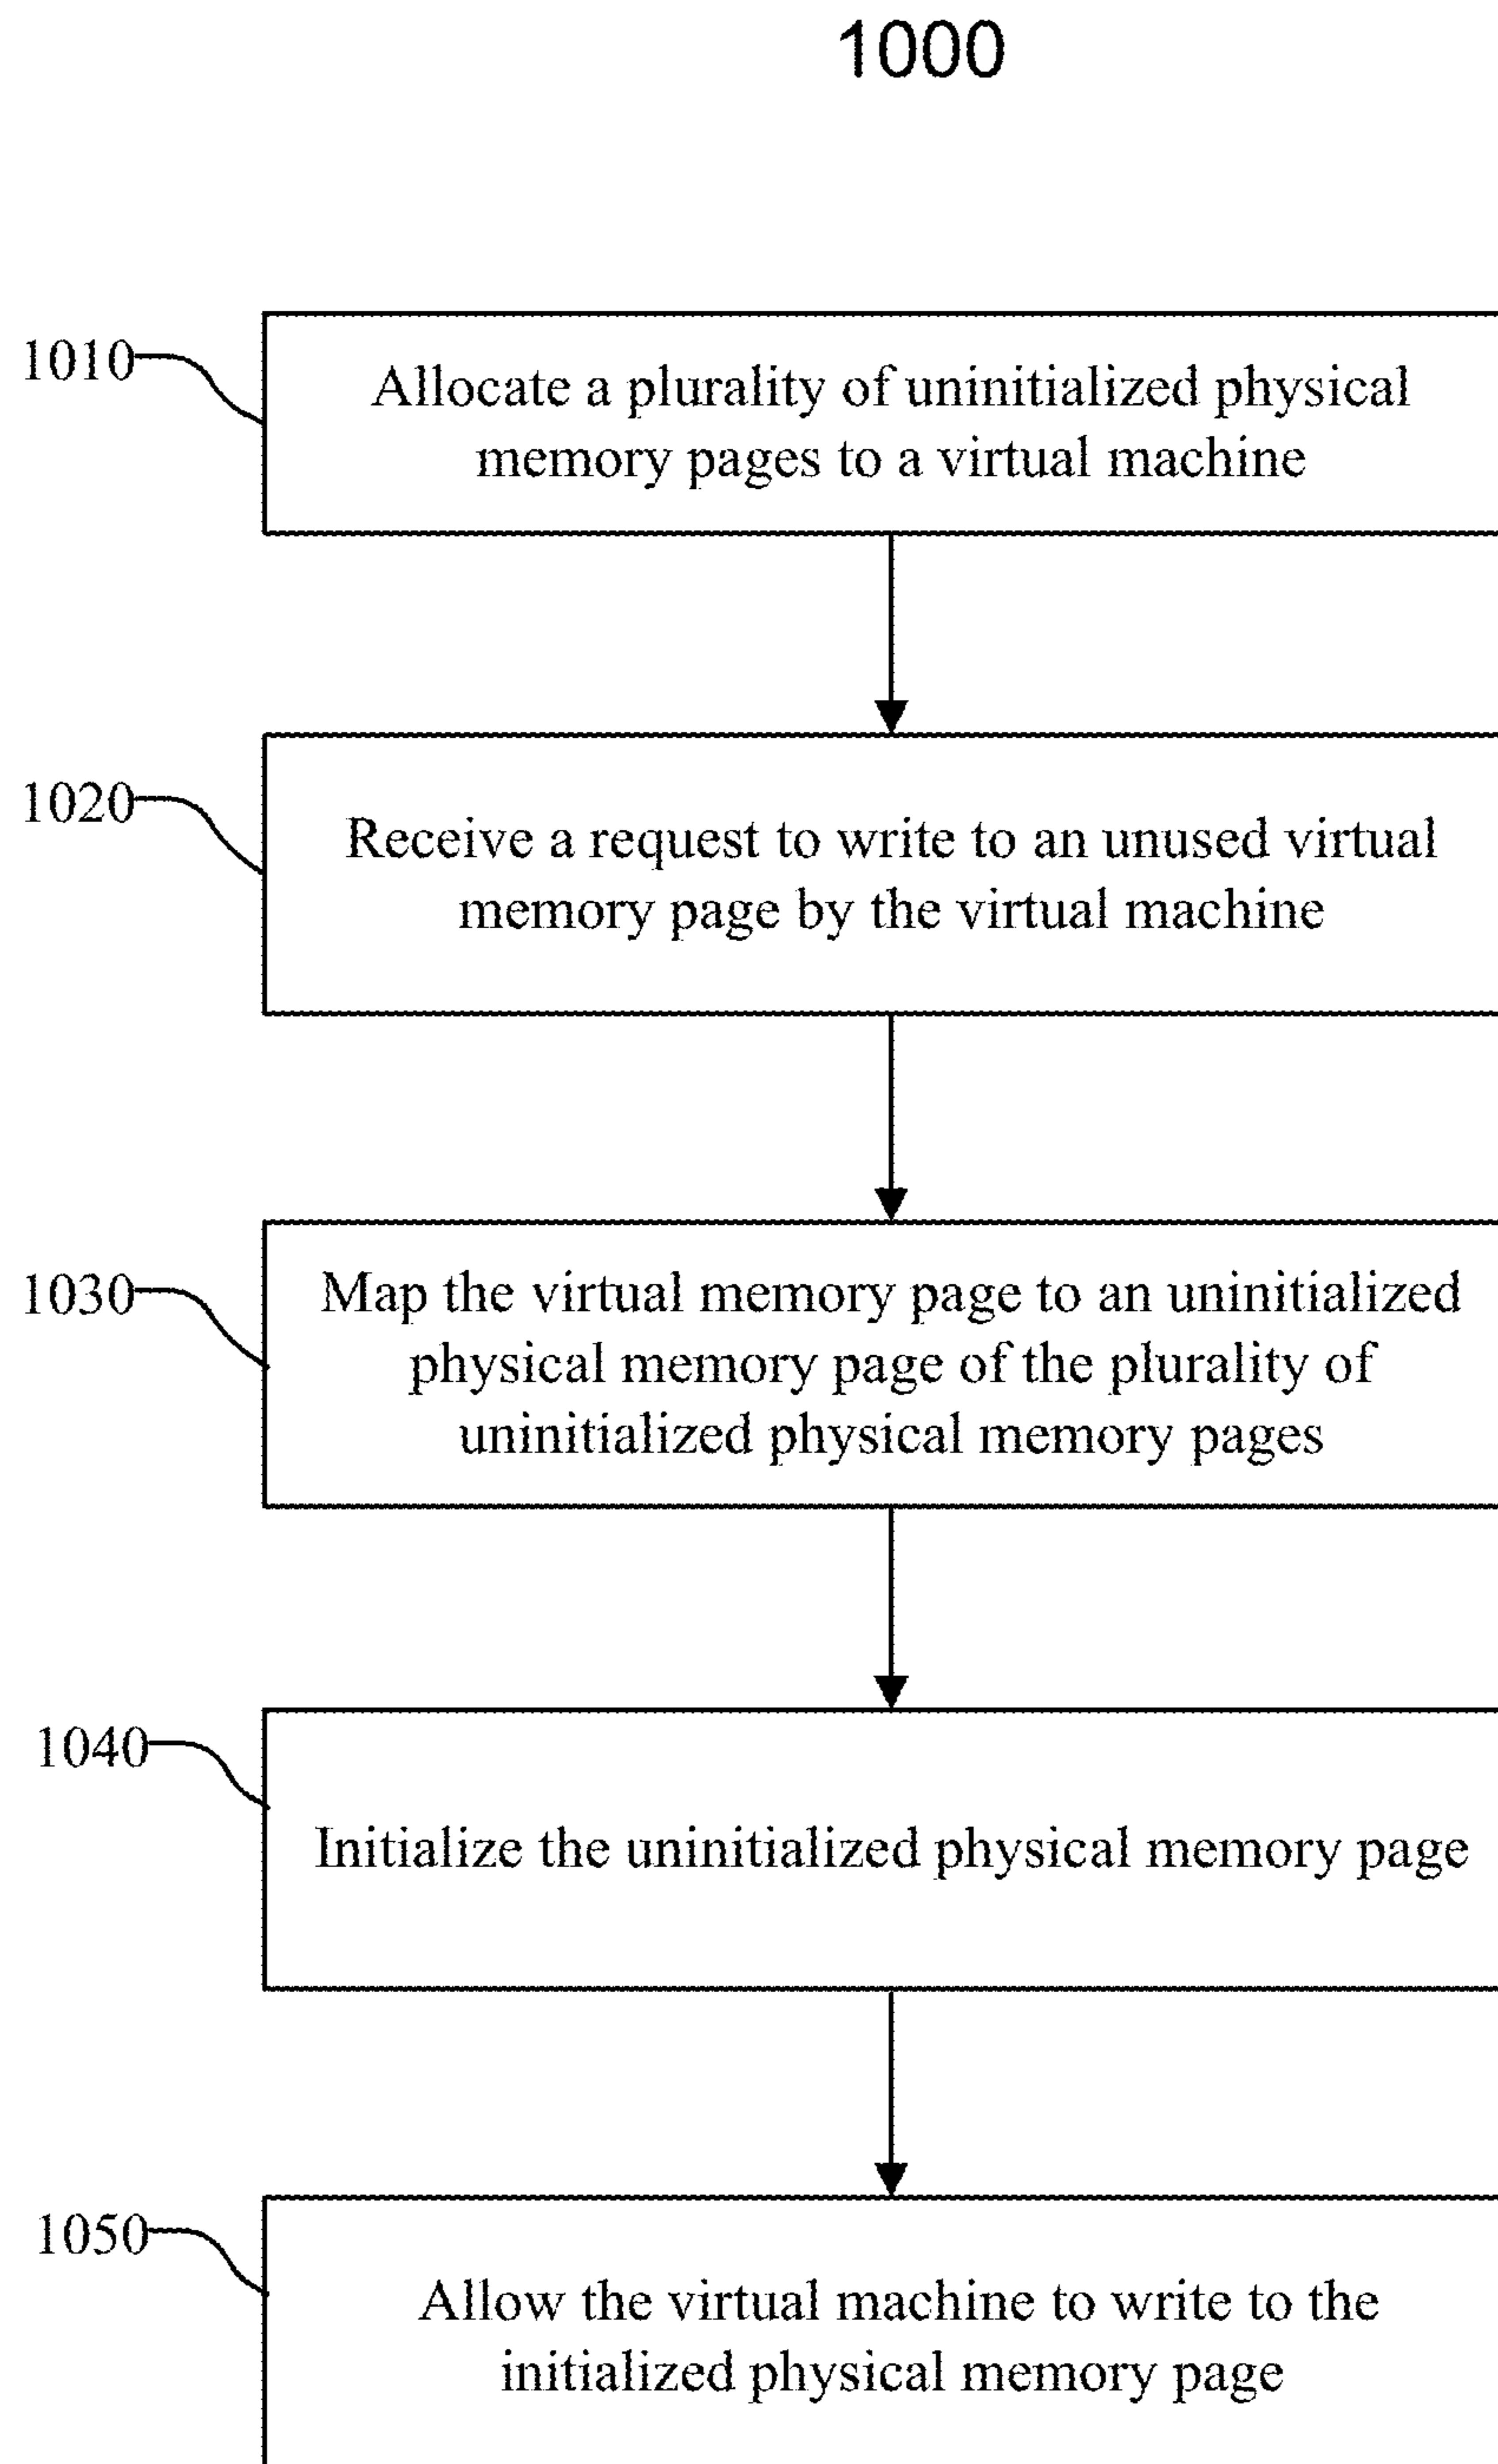 1000
1010
Allocate a plurality of uninitialized physical
memory pages to a virtual machine
1020
Receive a request to write to an unused virtual
memory page by the virtual machine
1030
Map the virtual memory page to an uninitialized
physical memory page of the plurality of
uninitialized physical memory pages
1040
Initialize the uninitialized physical memory page
1050
Allow the virtual machine to write to the
initialized physical memory page